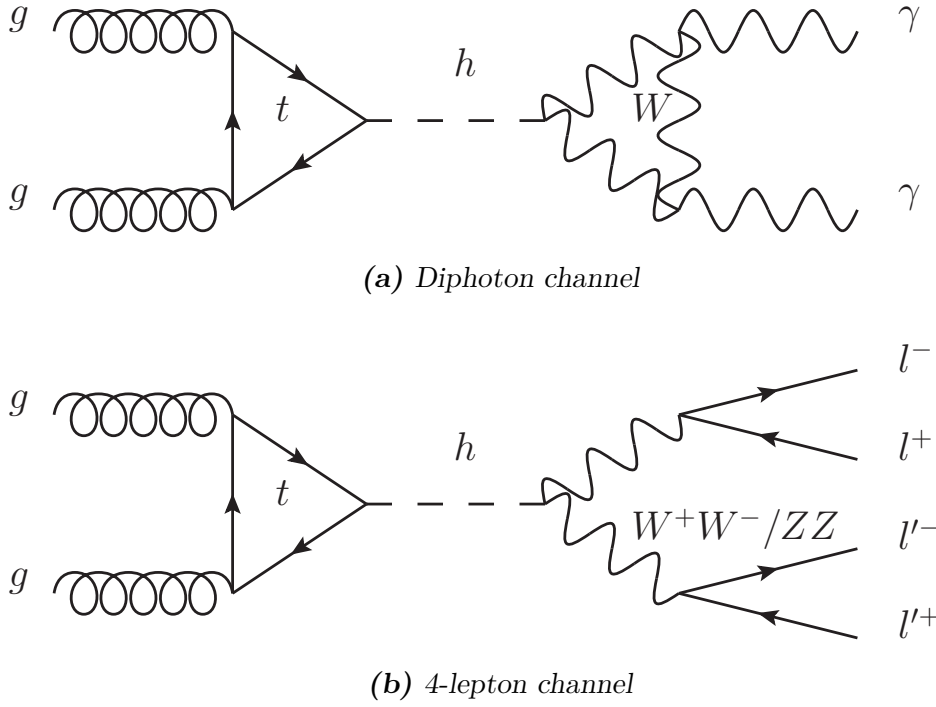 g
γ
h
t
W
g
γ
(a) Diphoton channel
l⁻
g
h
l⁺
t
W⁺W⁻/ZZ
l′⁻
g
l′⁺
(b) 4-lepton channel